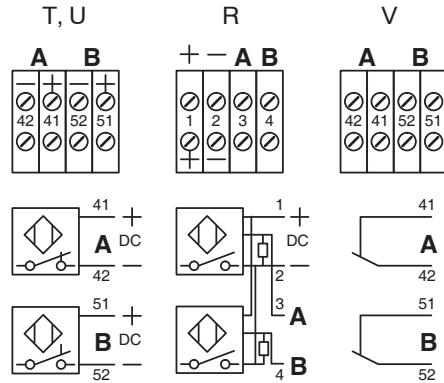 T, U R V
A B + − A B A B
− + − +
42 41 52 51 1 2 3 4 42 41 52 51
+ −
41 + 1 + 41
A DC DC A
42 − 2 − 42
3 A
51 + 51
B DC B
52 − 4 B 52